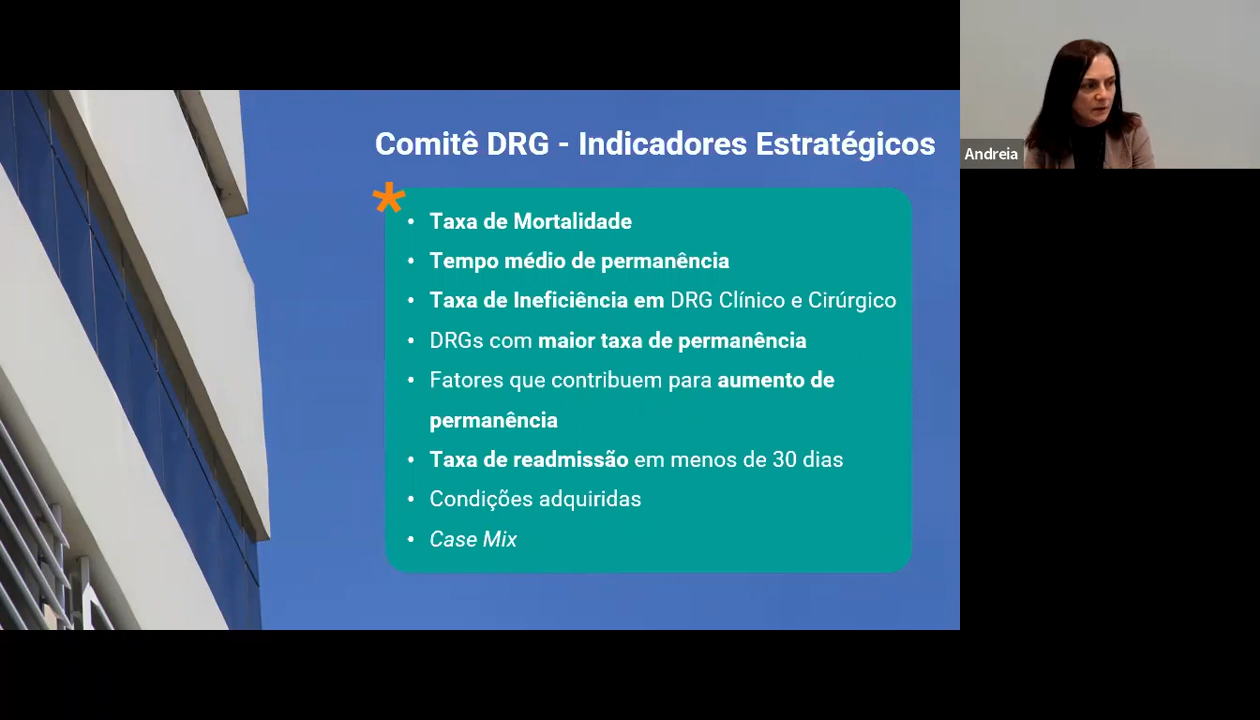 Comitê DRG - Indicadores Estratégicos
*
• Taxa de Mortalidade
• Tempo médio de permanência
• Taxa de Ineficiência em DRG Clínico e Cirúrgico
• DRGs com maior taxa de permanência
• Fatores que contribuem para aumento de
permanência
• Taxa de readmissão em menos de 30 dias
• Condições adquiridas
• Case Mix
Andreia